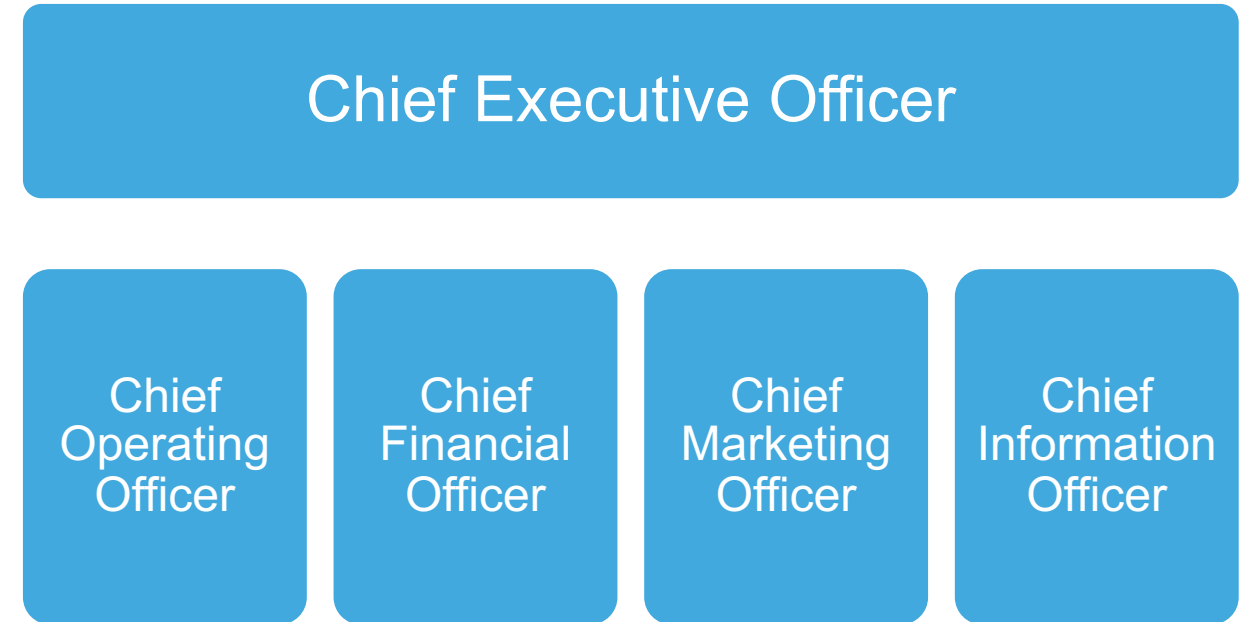 Chief Executive Officer
Chief
Operating
Officer
Chief
Financial
Officer
Chief
Marketing
Officer
Chief
Information
Officer